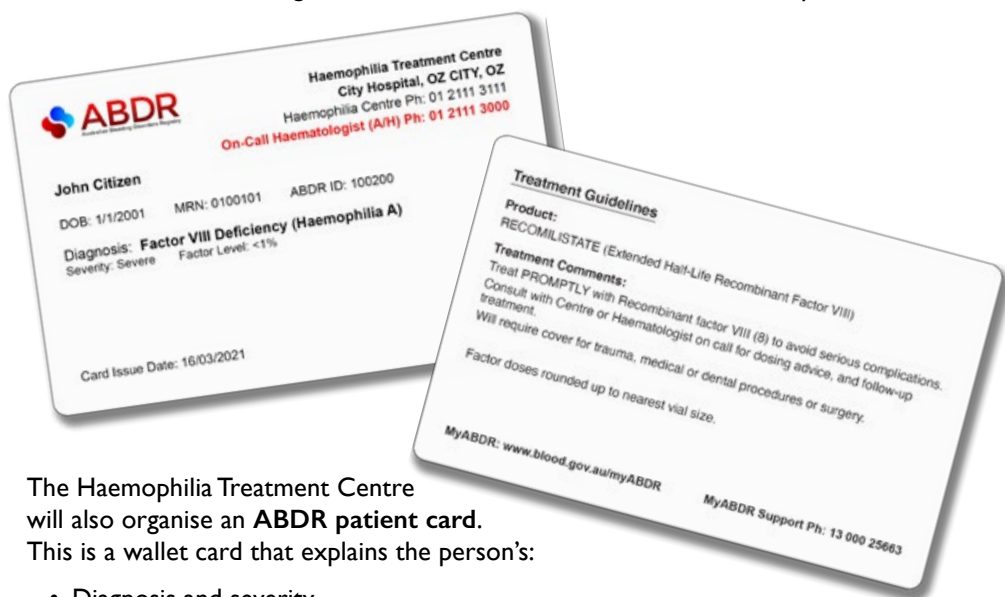 ABDR
Australian Bleeding Disorders Registry
Haemophilia Treatment Centre
City Hospital, OZ CITY, OZ
Haemophilia Centre Ph: 01 2111 3111
On-Call Haematologist (A/H) Ph: 01 2111 3000
John Citizen
DOB: 1/1/2001 MRN: 0100101 ABDR ID: 100200
Diagnosis: Factor VIII Deficiency (Haemophilia A)
Severity: Severe Factor Level: <1%
Card Issue Date: 16/03/2021
Treatment Guidelines
Product:
RECOMILISTATE (Extended Half-Life Recombinant Factor VIII)
Treatment Comments:
Treat PROMPTLY with Recombinant factor VIII (8) to avoid serious complications.
Consult with Centre or Haematologist on call for dosing advice, and follow-up
treatment.
Will require cover for trauma, medical or dental procedures or surgery.
Factor doses rounded up to nearest vial size.
MyABDR: www.blood.gov.au/myABDR MyABDR Support Ph: 13 000 25663
The Haemophilia Treatment Centre
will also organise an ABDR patient card.
This is a wallet card that explains the person's: